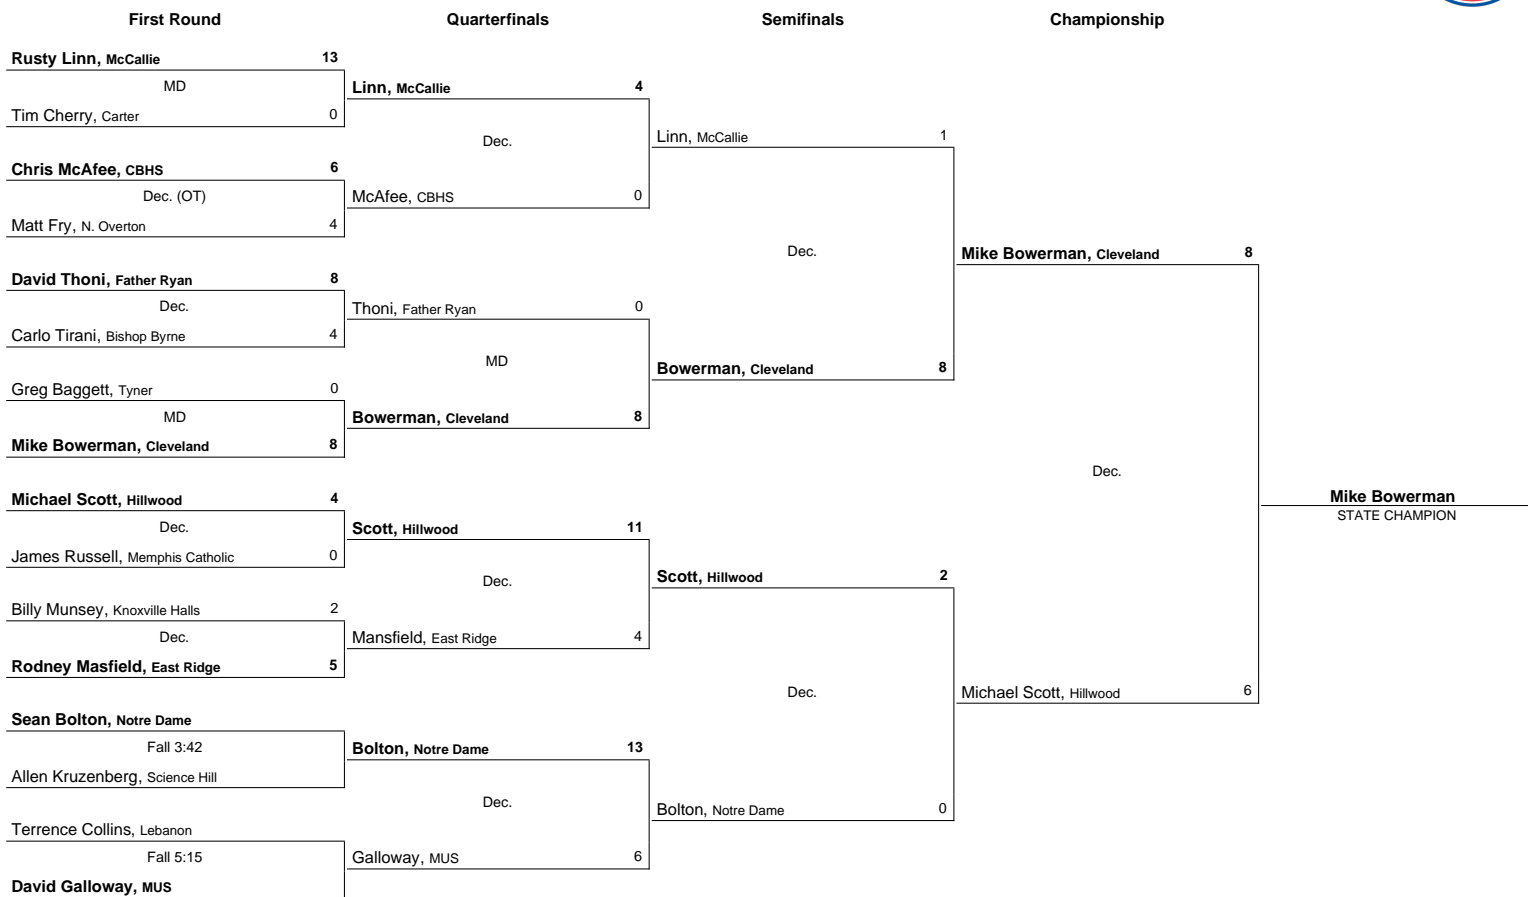 First Round Quarterfinals Semifinals Championship
Rusty Linn, McCallie 13
MD
Tim Cherry, Carter 0
Chris McAfee, CBHS 6
Dec. (OT)
Matt Fry, N. Overton 4
David Thoni, Father Ryan 8
Dec.
Carlo Tirani, Bishop Byrne 4
Greg Baggett, Tyner 0
MD
Mike Bowerman, Cleveland 8
Michael Scott, Hillwood 4
Dec.
James Russell, Memphis Catholic 0
Billy Munsey, Knoxville Halls 2
Dec.
Rodney Masfield, East Ridge 5
Sean Bolton, Notre Dame
Fall 3:42
Allen Kruzenberg, Science Hill
Terrence Collins, Lebanon
Fall 5:15
David Galloway, MUS
Linn, McCallie 4
Dec.
McAfee, CBHS 0
Thoni, Father Ryan 0
MD
Bowerman, Cleveland 8
Scott, Hillwood 11
Dec.
Mansfield, East Ridge 4
Bolton, Notre Dame 13
Dec.
Galloway, MUS 6
Linn, McCallie 1
Dec.
Bowerman, Cleveland 8
Scott, Hillwood 2
Dec.
Bolton, Notre Dame 0
Mike Bowerman, Cleveland 8
Dec.
Michael Scott, Hillwood 6
Mike Bowerman
STATE CHAMPION